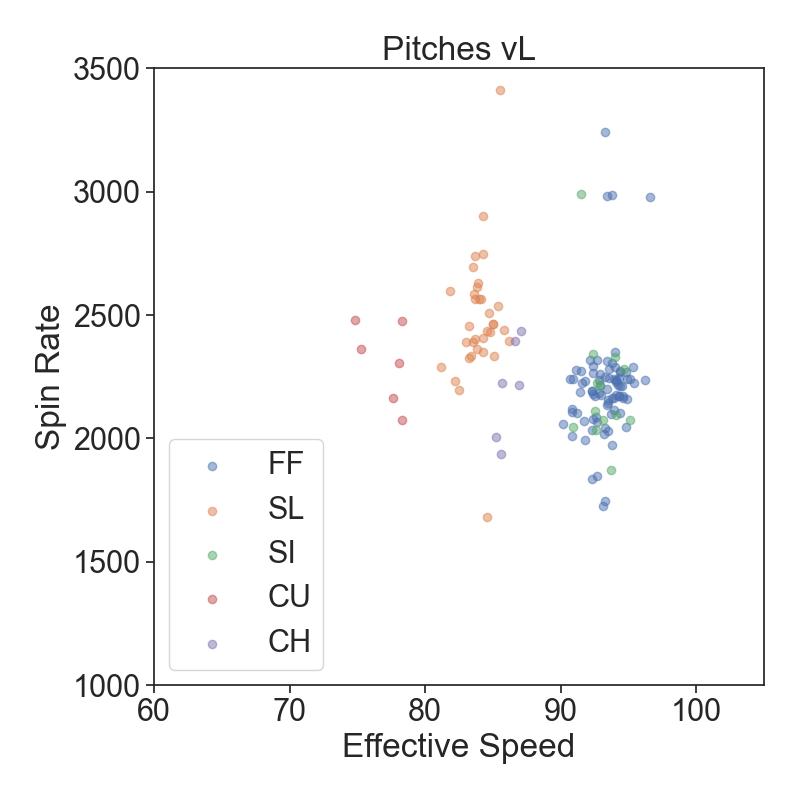 Pitches vL
3500
3000
2500
2000
1500
1000
Spin Rate
FF
SL
SI
CU
CH
60 70 80 90 100
Effective Speed